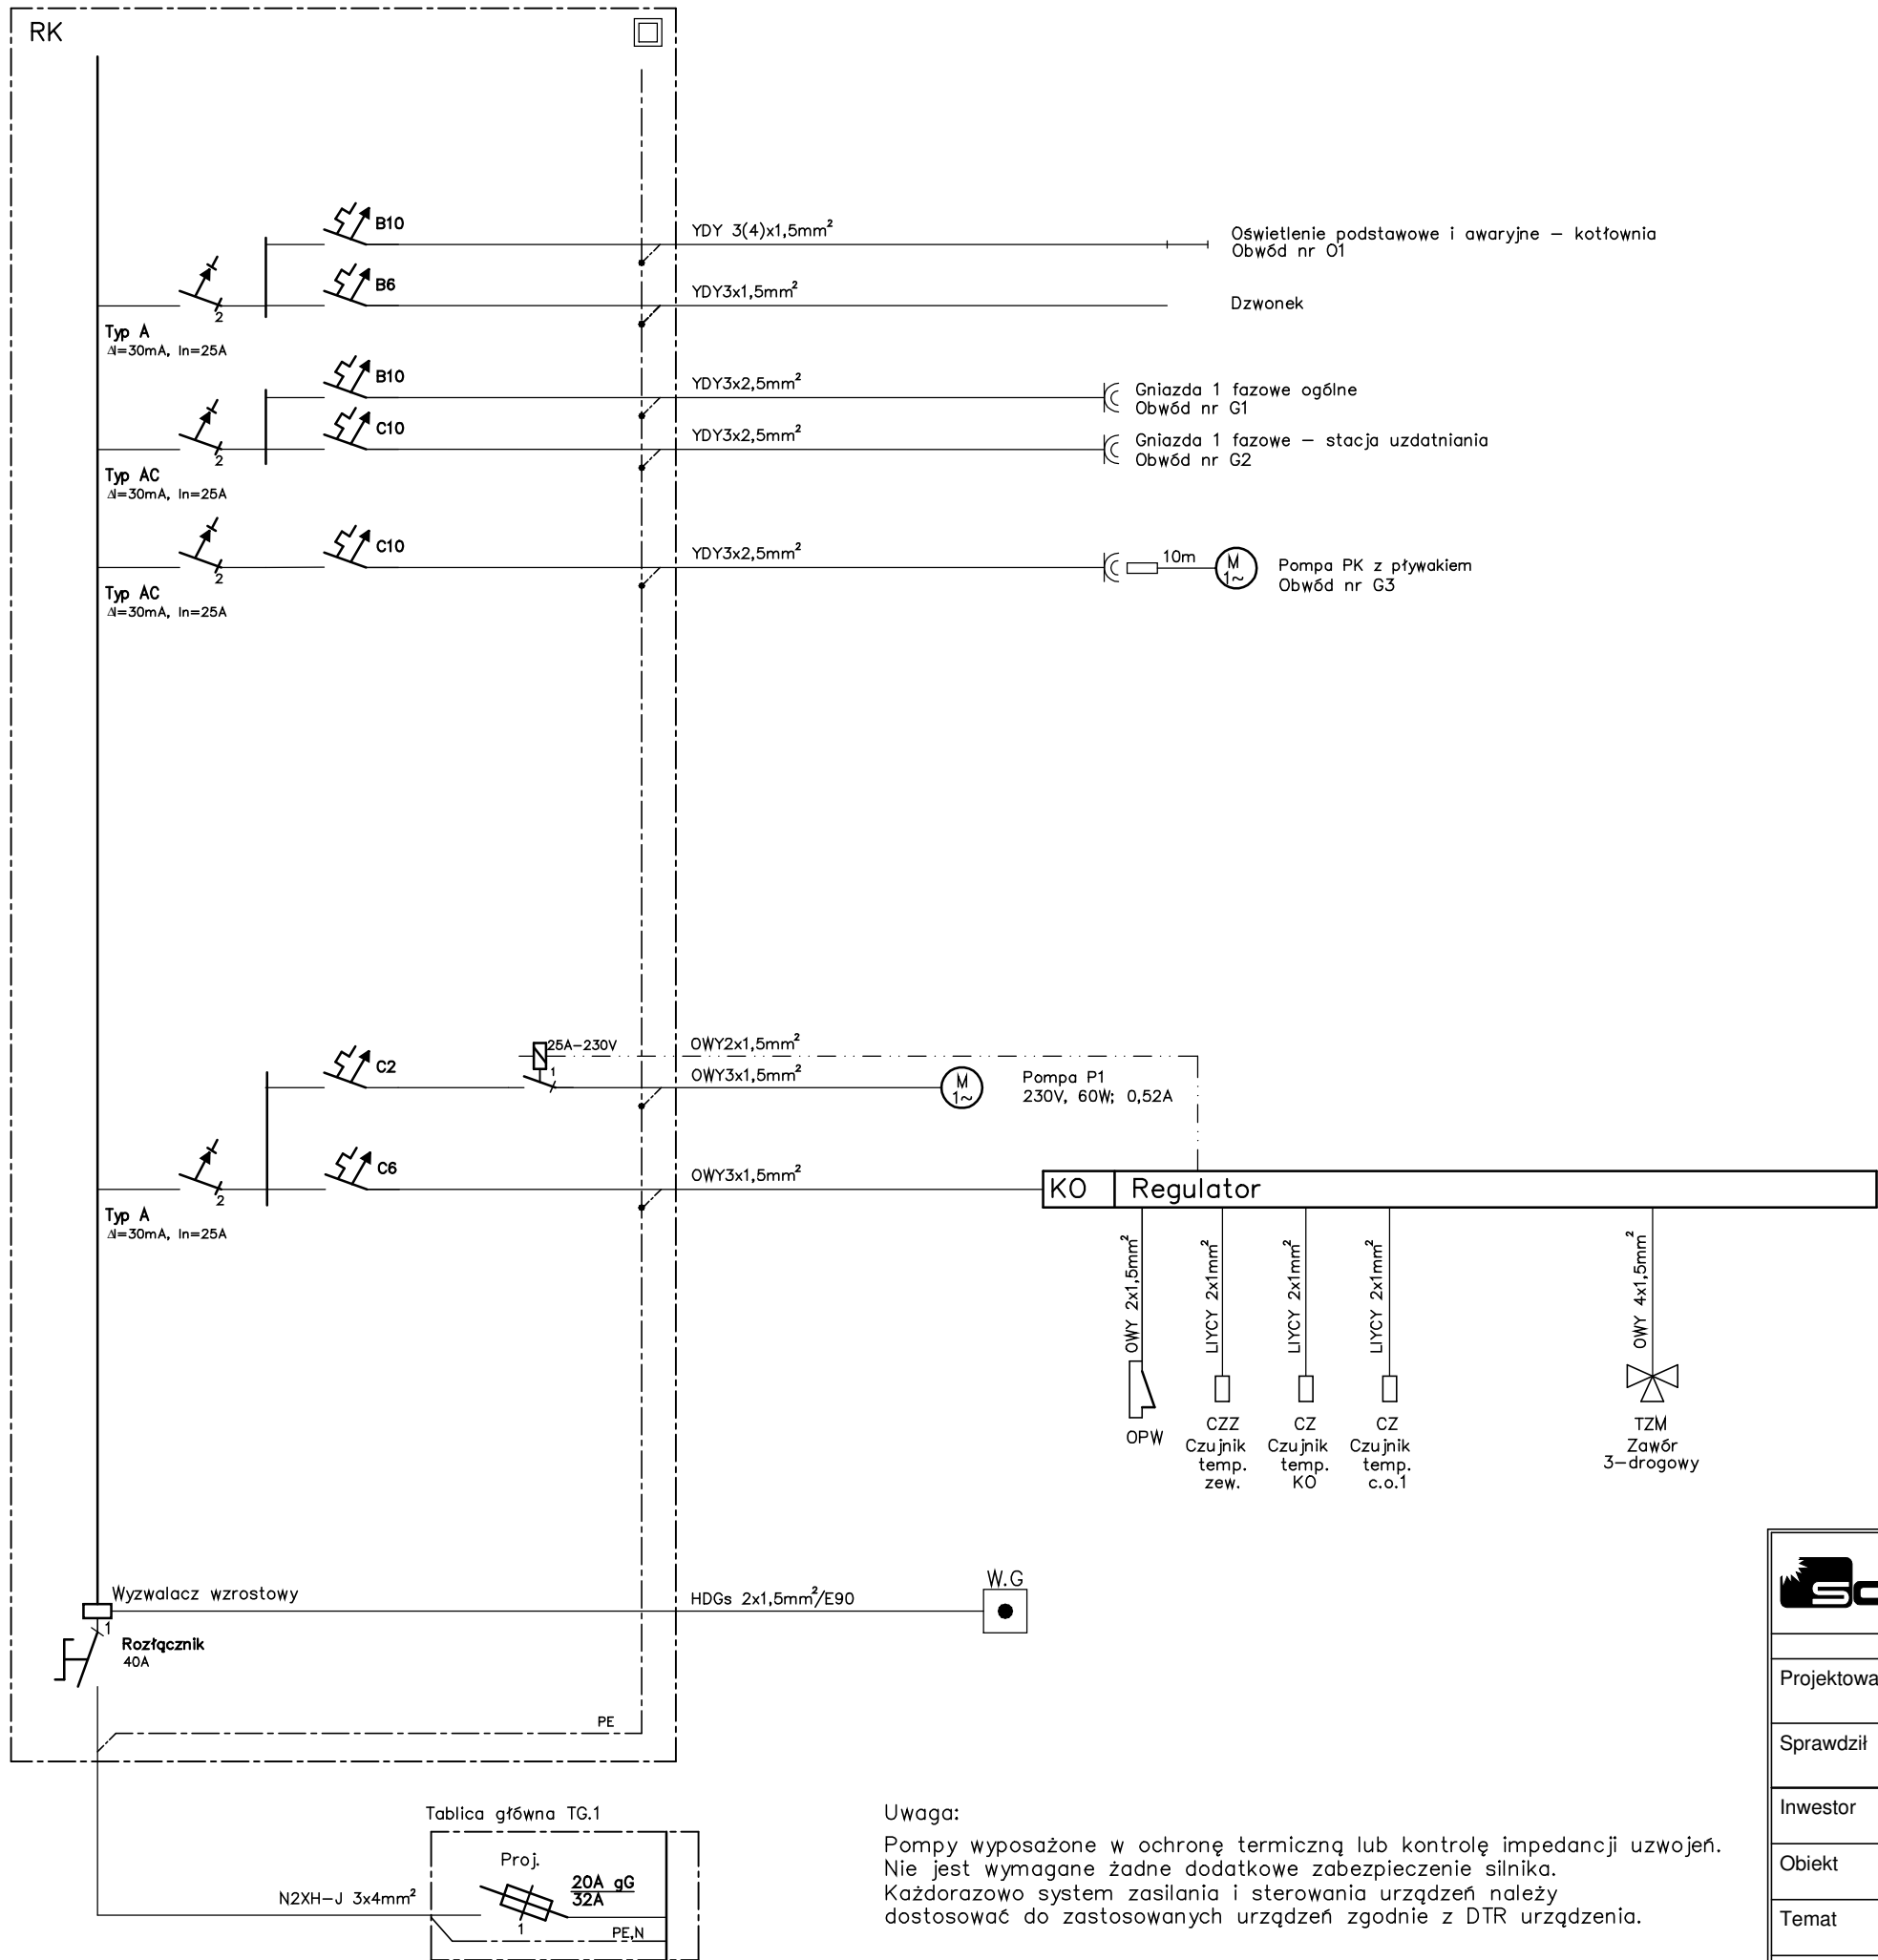 RK
B10
YDY 3(4)x1,5mm²
Oświetlenie podstawowe i awaryjne – kotłownia
Obwód nr O1
B6
YDY3x1,5mm²
Dzwonek
2
Typ A
ΔI=30mA, In=25A
B10
YDY3x2,5mm²
Gniazda 1 fazowe ogólne
Obwód nr G1
C10
YDY3x2,5mm²
Gniazda 1 fazowe – stacja uzdatniania
Obwód nr G2
2
Typ AC
ΔI=30mA, In=25A
C10
YDY3x2,5mm²
10m
M
1~
Pompa PK z pływakiem
Obwód nr G3
2
Typ AC
ΔI=30mA, In=25A
25A–230V
OWY2x1,5mm²
C2
1
OWY3x1,5mm²
M
1~
Pompa P1
230V, 60W; 0,52A
C6
OWY3x1,5mm²
KO
Regulator
2
Typ A
ΔI=30mA, In=25A
OWY 2x1,5mm²
LIYCY 2x1mm²
LIYCY 2x1mm²
LIYCY 2x1mm²
OWY 4x1,5mm²
OPW
CZZ
Czujnik
temp.
zew.
CZ
Czujnik
temp.
KO
CZ
Czujnik
temp.
c.o.1
TZM
Zawór
3–drogowy
Wyzwalacz wzrostowy
HDGs 2x1,5mm²/E90
W.G
1
Rozłącznik
40A
PE
Tablica główna TG.1
Proj.
20A gG
32A
1
N2XH–J 3x4mm²
PE,N
Uwaga:
Pompy wyposażone w ochronę termiczną lub kontrolę impedancji uzwojeń.
Nie jest wymagane żadne dodatkowe zabezpieczenie silnika.
Każdorazowo system zasilania i sterowania urządzeń należy
dostosować do zastosowanych urządzeń zgodnie z DTR urządzenia.
Projektowa
Sprawdził
Inwestor
Obiekt
Temat